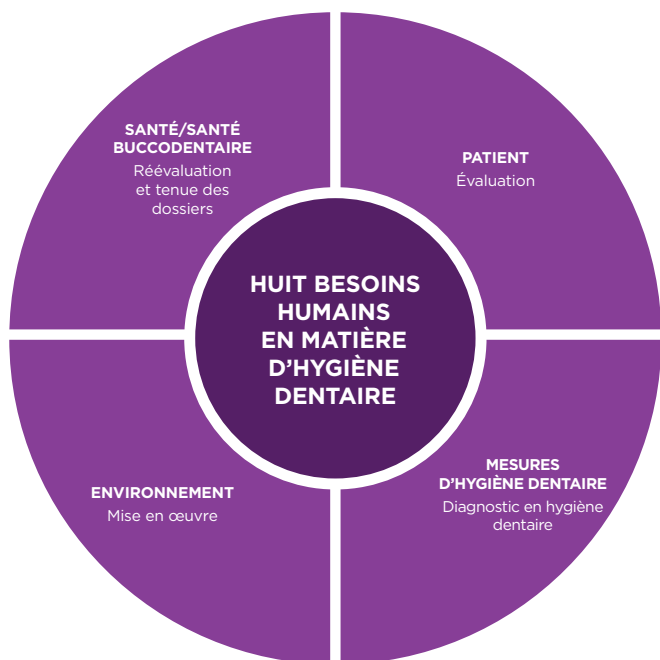 SANTÉ/SANTÉ
BUCCODENTAIRE
Réévaluation
et tenue des
dossiers
PATIENT
Évaluation
HUIT BESOINS
HUMAINS
EN MATIÈRE
D’HYGIÈNE
DENTAIRE
ENVIRONNEMENT
Mise en œuvre
MESURES
D’HYGIÈNE DENTAIRE
Diagnostic en hygiène
dentaire